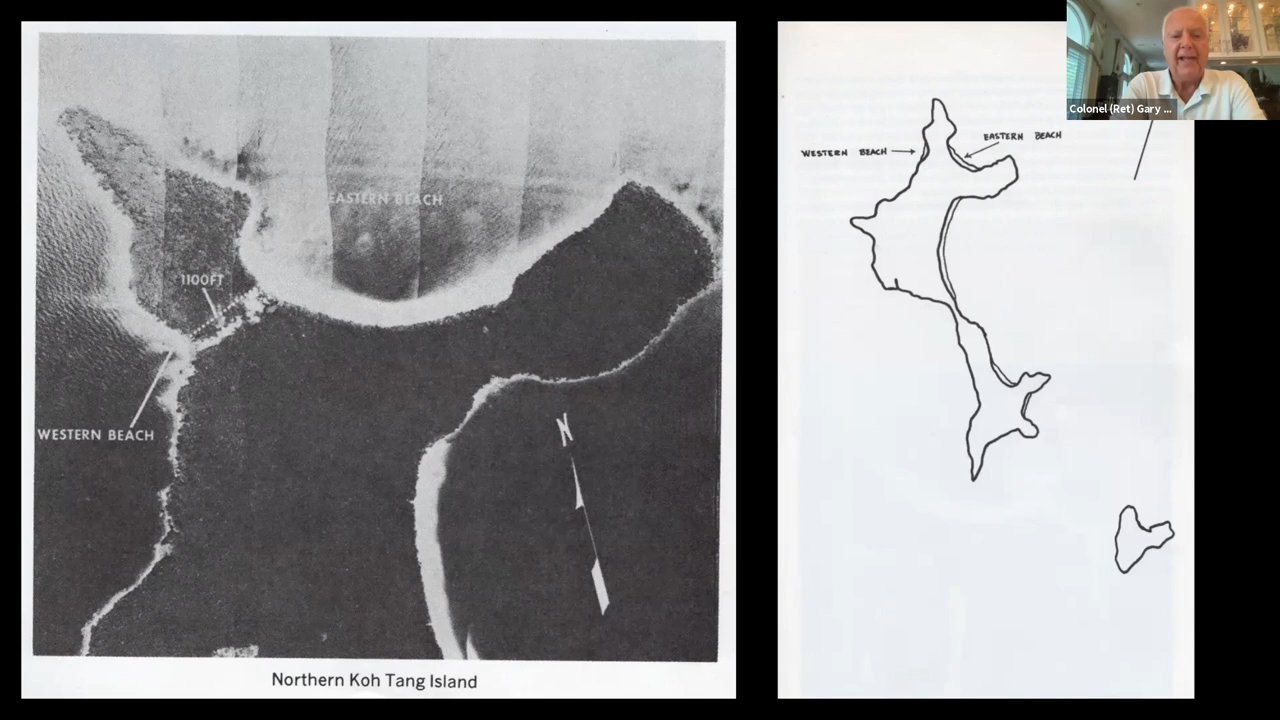 EASTERN BEACH
1100FT
WESTERN BEACH
N
Northern Koh Tang Island
WESTERN BEACH
EASTERN BEACH
Colonel (Ret) Gary ...